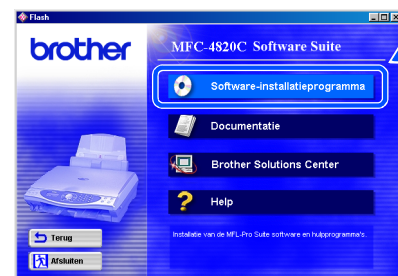 Flash
brother
MFC-4820C Software Suite
Software-installatieprogramma
Documentatie
Brother Solutions Center
Help
Installatie van de MFL-Pro Suite software en hulpprogramma's.
Terug
Afsluiten